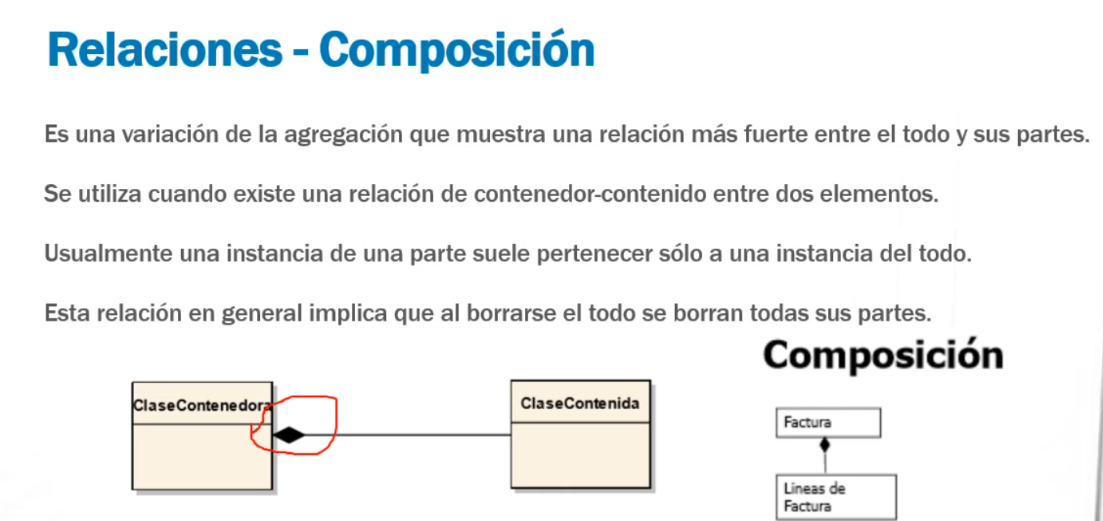 Relaciones - Composición
Es una variación de la agregación que muestra una relación más fuerte entre el todo y sus partes.
Se utiliza cuando existe una relación de contenedor-contenido entre dos elementos.
Usualmente una instancia de una parte suele pertenecer sólo a una instancia del todo.
Esta relación en general implica que al borrarse el todo se borran todas sus partes.
ClaseContenedora
ClaseContenida
Composición
Factura
Lineas de
Factura